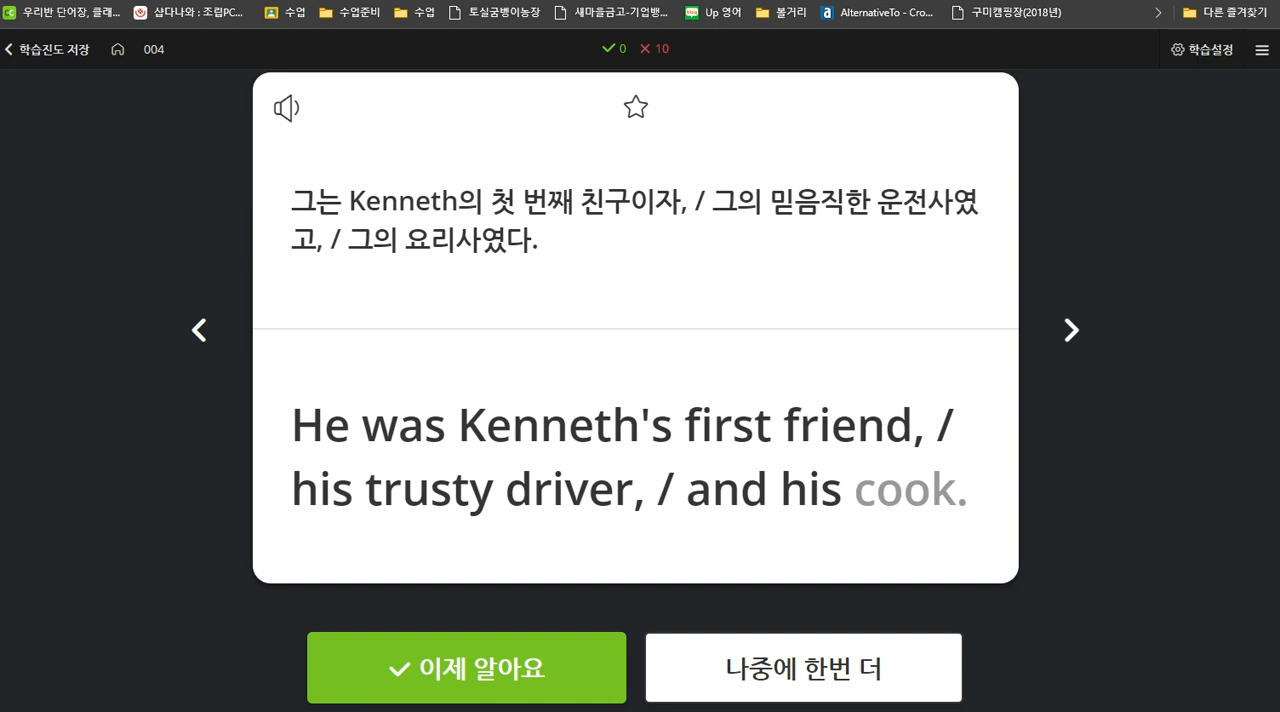 우리반 단어장, 클래... 샵다나와 : 조립PC... 수업 수업준비 수업 토실굼벵이농장 새마을금고-기업뱅... Up 영어 볼거리 AlternativeTo - Cro... 구미캠핑장(2018년) 다른 즐겨찾기
학습진도 저장 004 0 10 학습설정
그는 Kenneth의 첫 번째 친구이자, / 그의 믿음직한 운전사였
고, / 그의 요리사였다.
He was Kenneth's first friend, /
his trusty driver, / and his cook.
이제 알아요 나중에 한번 더